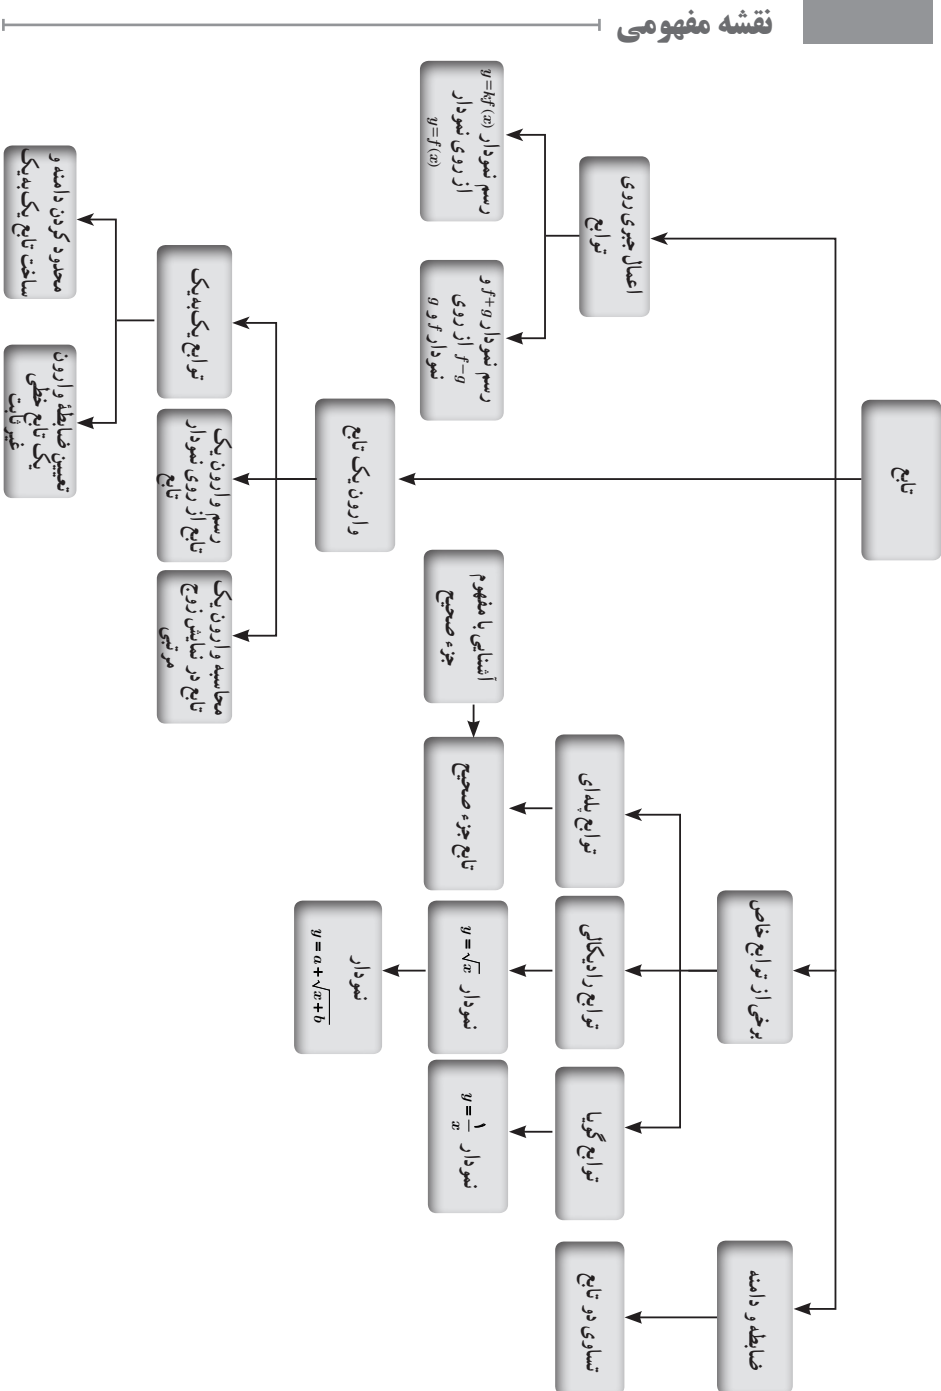 نقشه مفهومی
تابع
ضابطه و دامنه
تساوی دو تابع
برخی از توابع خاص
توابع گویا
نمودار y = ۱/x
توابع رادیکالی
نمودار y = √x
نمودار
y = a + √(x+b)
توابع پله‌ای
تابع جزء صحیح
آشنایی با مفهوم
جزء صحیح
وارون یک تابع
محاسبه وارون یک
تابع در نمایش زوج
مرتبی
رسم وارون یک
تابع از روی نمودار
تابع
توابع یک‌به‌یک
تعیین ضابطهٔ وارون
یک تابع خطی
غیر ثابت
محدود کردن دامنه و
ساخت تابع یک‌به‌یک
اعمال جبری روی
توابع
رسم نمودار f+g و
f−g از روی
نمودار f و g
رسم نمودار y=kf(x)
از روی نمودار
y=f(x)